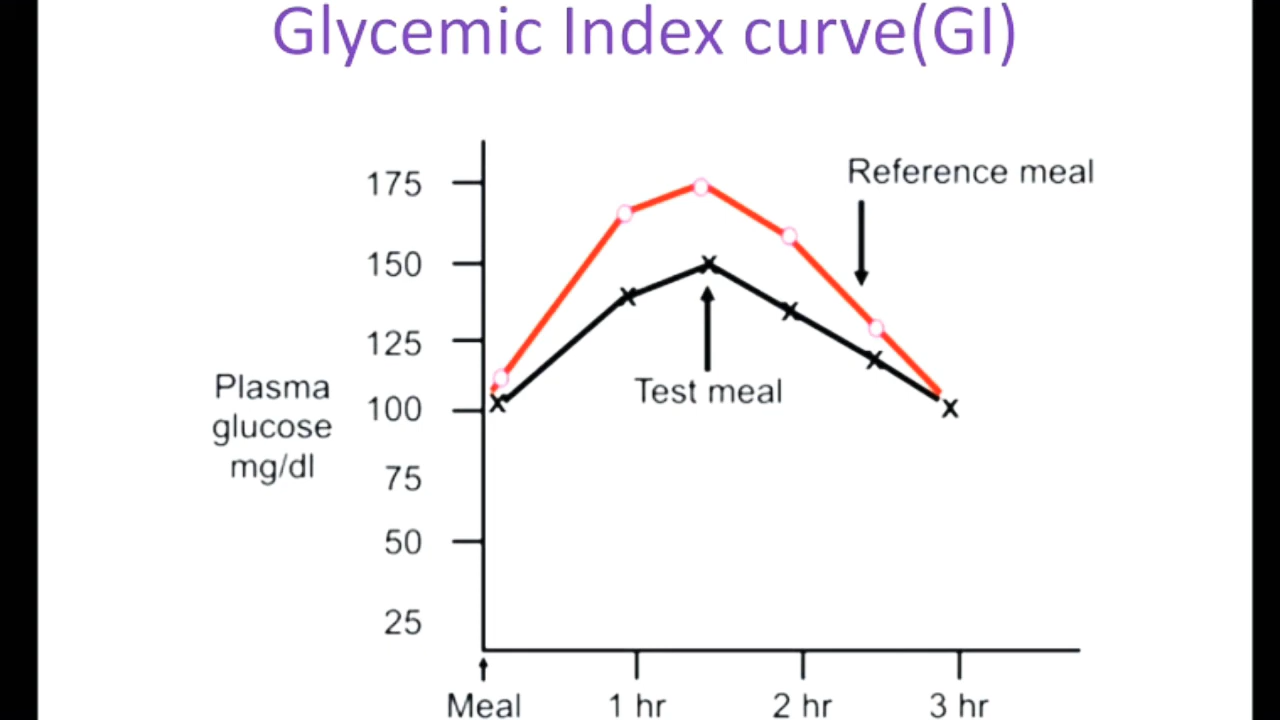 Glycemic Index curve(GI)
Reference meal
175
150
125
Test meal
Plasma
glucose
mg/dl
100
75
50
25
Meal
1 hr
2 hr
3 hr